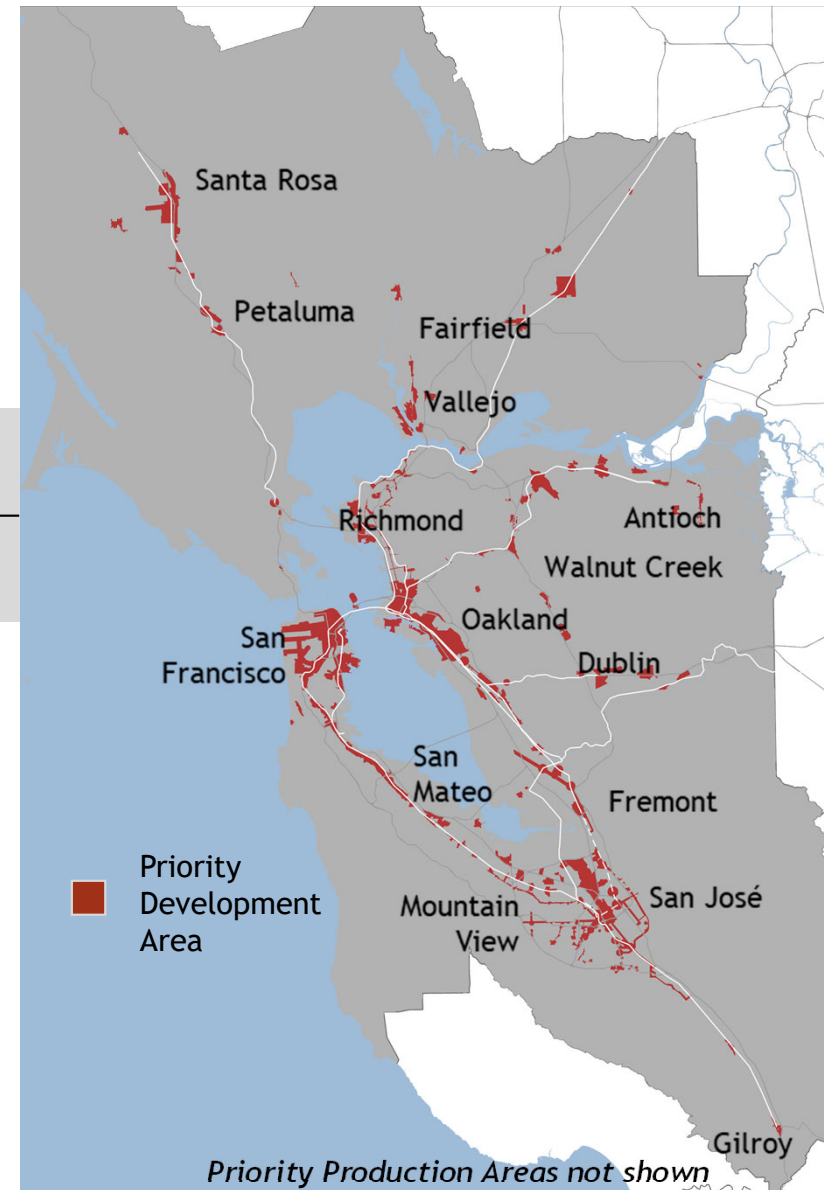 Santa Rosa
Petaluma
Fairfield
Vallejo
Richmond
Antioch
Walnut Creek
Oakland
San
Francisco
Dublin
San
Mateo
Fremont
Priority
Development
Area
Mountain
View
San José
Gilroy
Priority Production Areas not shown